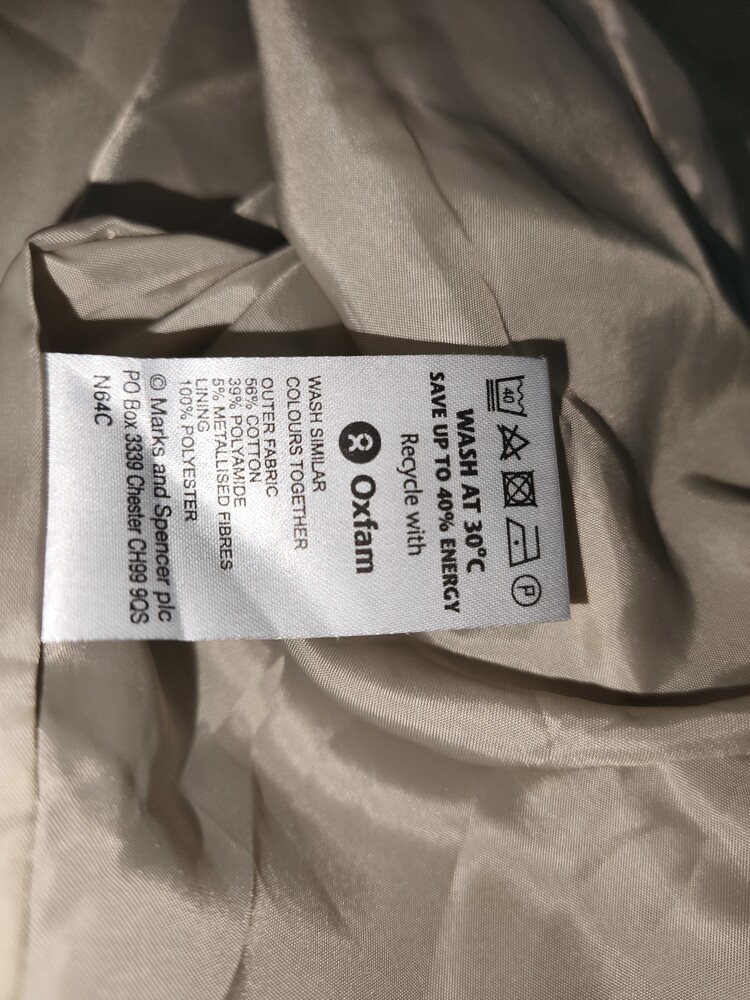 40 P
WASH AT 30°C
SAVE UP TO 40% ENERGY
Recycle with
Oxfam
WASH SIMILAR
COLOURS TOGETHER
OUTER FABRIC
56% COTTON
39% POLYAMIDE
5% METALLISED FIBRES
LINING
100% POLYESTER
© Marks and Spencer plc
PO Box 3339 Chester CH99 9QS
N64C